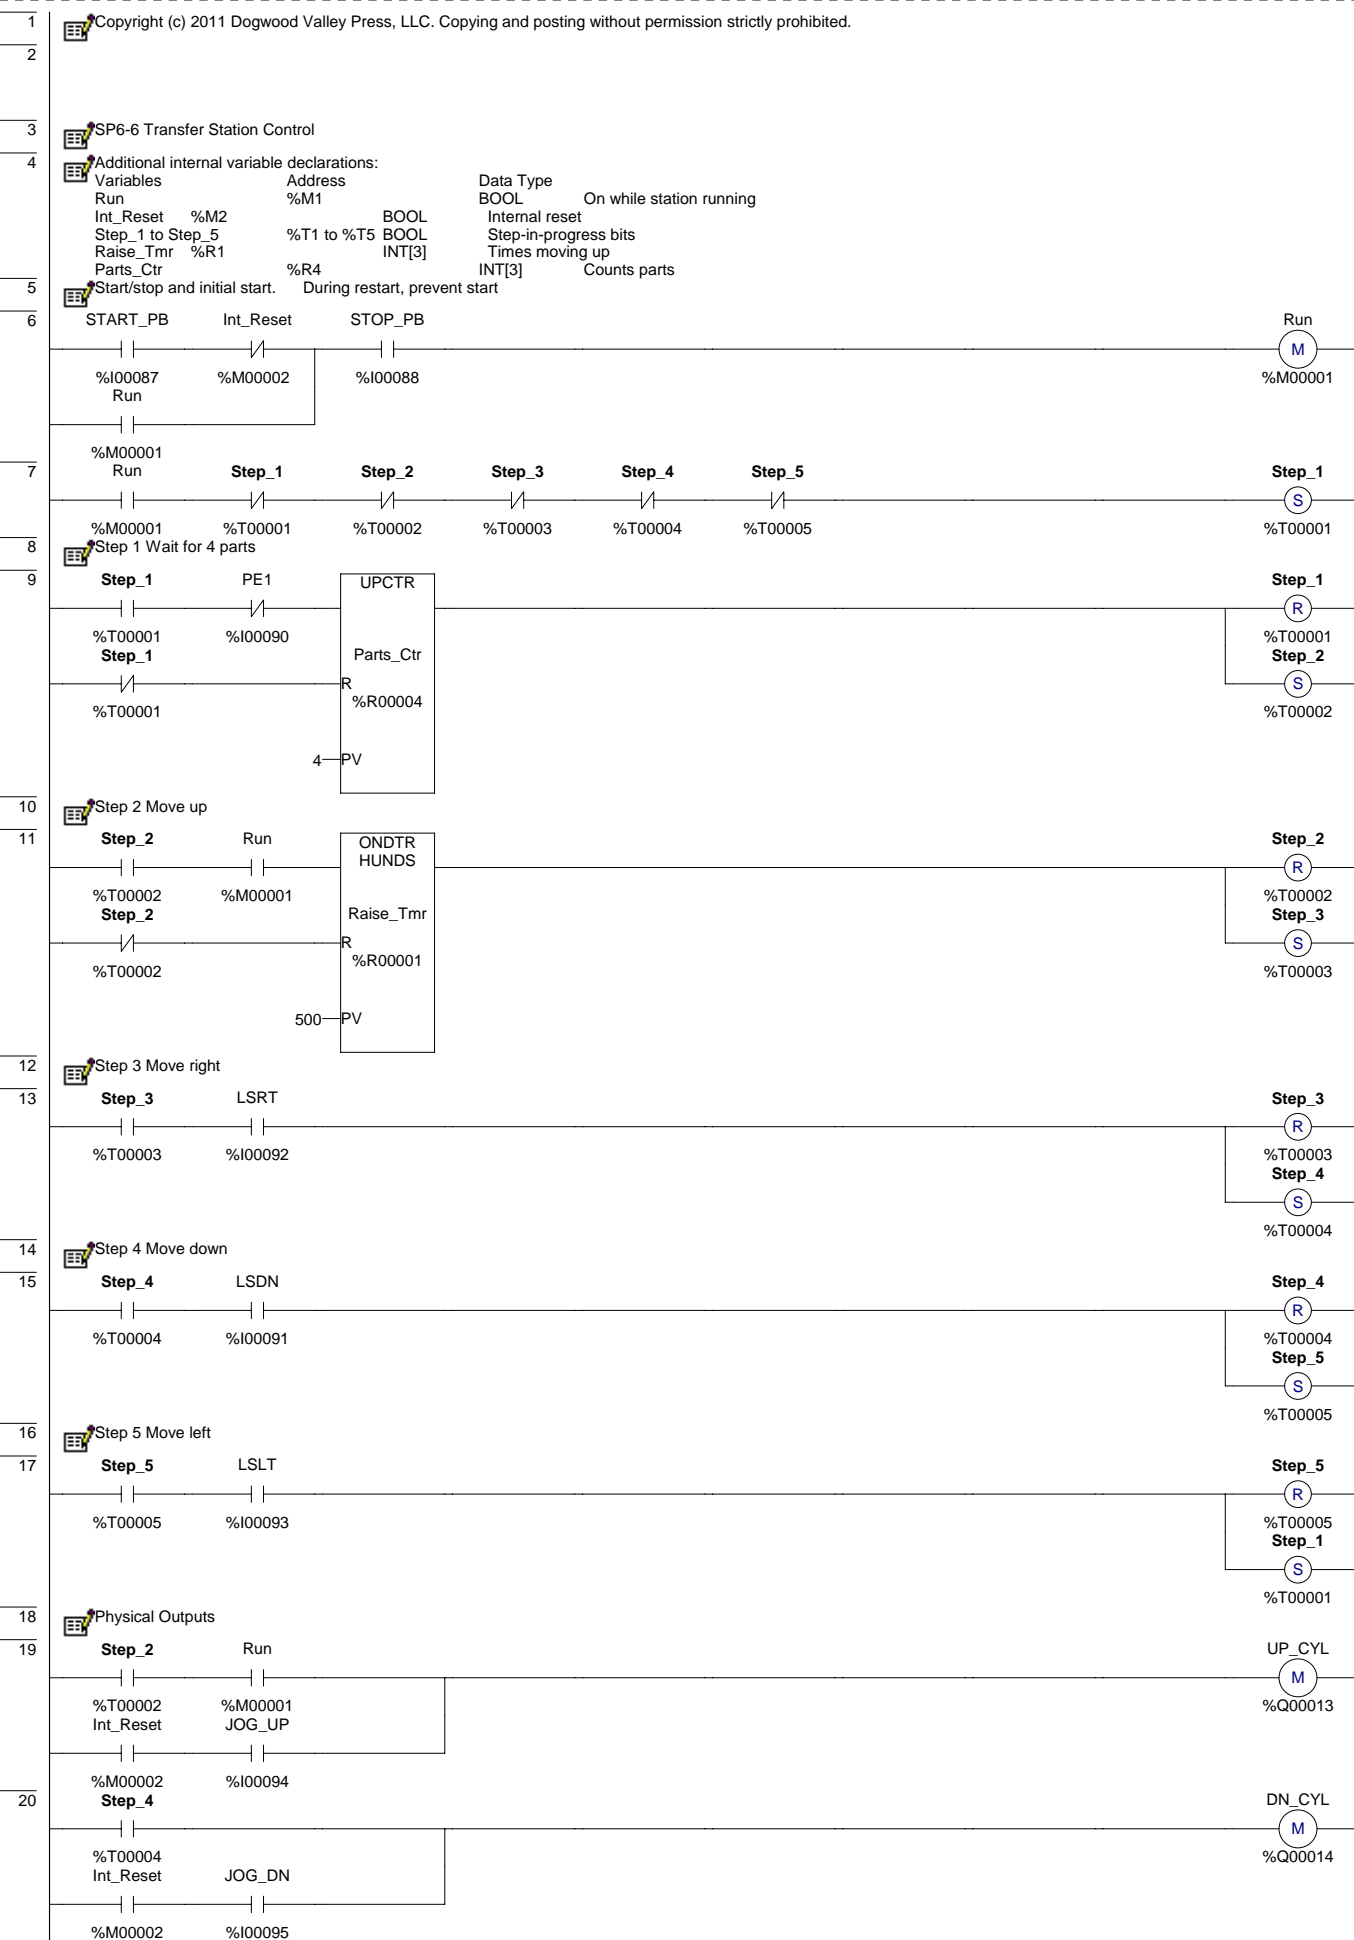 1 Copyright (c) 2011 Dogwood Valley Press, LLC. Copying and posting without permission strictly prohibited.
2
3 SP6-6 Transfer Station Control
4 Additional internal variable declarations:
Variables Address Data Type
Run %M1 BOOL On while station running
Int_Reset %M2 BOOL Internal reset
Step_1 to Step_5 %T1 to %T5 BOOL Step-in-progress bits
Raise_Tmr %R1 INT[3] Times moving up
Parts_Ctr %R4 INT[3] Counts parts
5 Start/stop and initial start. During restart, prevent start
6 START_PB Int_Reset STOP_PB Run
M
%I00087 %M00002 %I00088 %M00001
Run
%M00001
7 Run Step_1 Step_2 Step_3 Step_4 Step_5 Step_1
S
%M00001 %T00001 %T00002 %T00003 %T00004 %T00005 %T00001
8 Step 1 Wait for 4 parts
9 Step_1 PE1 UPCTR Step_1
R
%T00001 %I00090 %T00001
Step_1 Parts_Ctr Step_2
R S
%T00001 %R00004 %T00002
4 PV
10 Step 2 Move up
11 Step_2 Run ONDTR Step_2
HUNDS R
%T00002 %M00001 %T00002
Step_2 Raise_Tmr Step_3
R S
%T00002 %R00001 %T00003
500 PV
12 Step 3 Move right
13 Step_3 LSRT Step_3
R
%T00003 %I00092 %T00003
Step_4
S
%T00004
14 Step 4 Move down
15 Step_4 LSDN Step_4
R
%T00004 %I00091 %T00004
Step_5
S
%T00005
16 Step 5 Move left
17 Step_5 LSLT Step_5
R
%T00005 %I00093 %T00005
Step_1
S
%T00001
18 Physical Outputs
19 Step_2 Run UP_CYL
M
%T00002 %M00001 %Q00013
Int_Reset JOG_UP
%M00002 %I00094
20 Step_4 DN_CYL
M
%T00004 %Q00014
Int_Reset JOG_DN
%M00002 %I00095